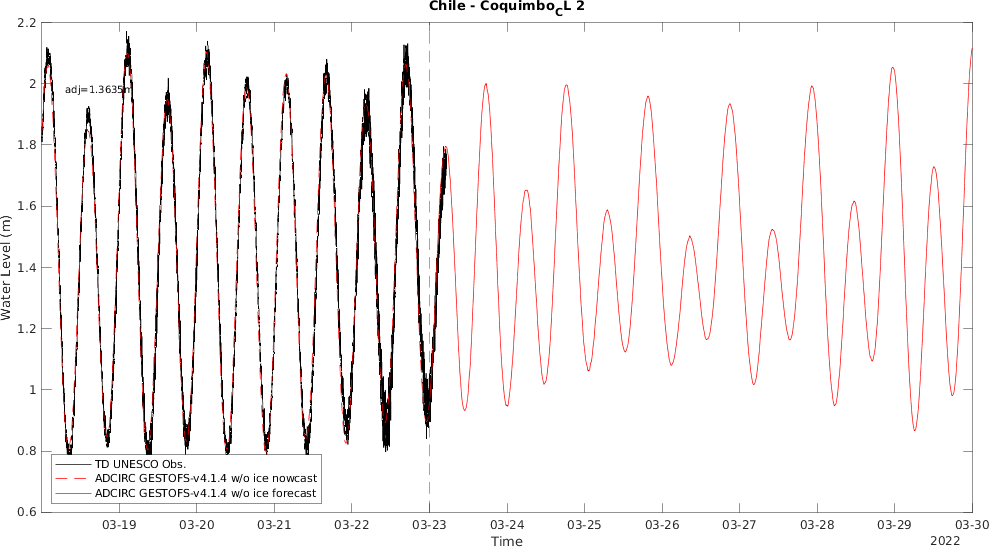 Chile - Coquimbo_CL 2
2.2
2
1.8
1.6
1.4
1.2
1
0.8
0.6
Water Level (m)
adj=1.3635m
TD UNESCO Obs.
ADCIRC GESTOFS-v4.1.4 w/o ice nowcast
ADCIRC GESTOFS-v4.1.4 w/o ice forecast
03-19 03-20 03-21 03-22 03-23 03-24 03-25 03-26 03-27 03-28 03-29 03-30
Time
2022